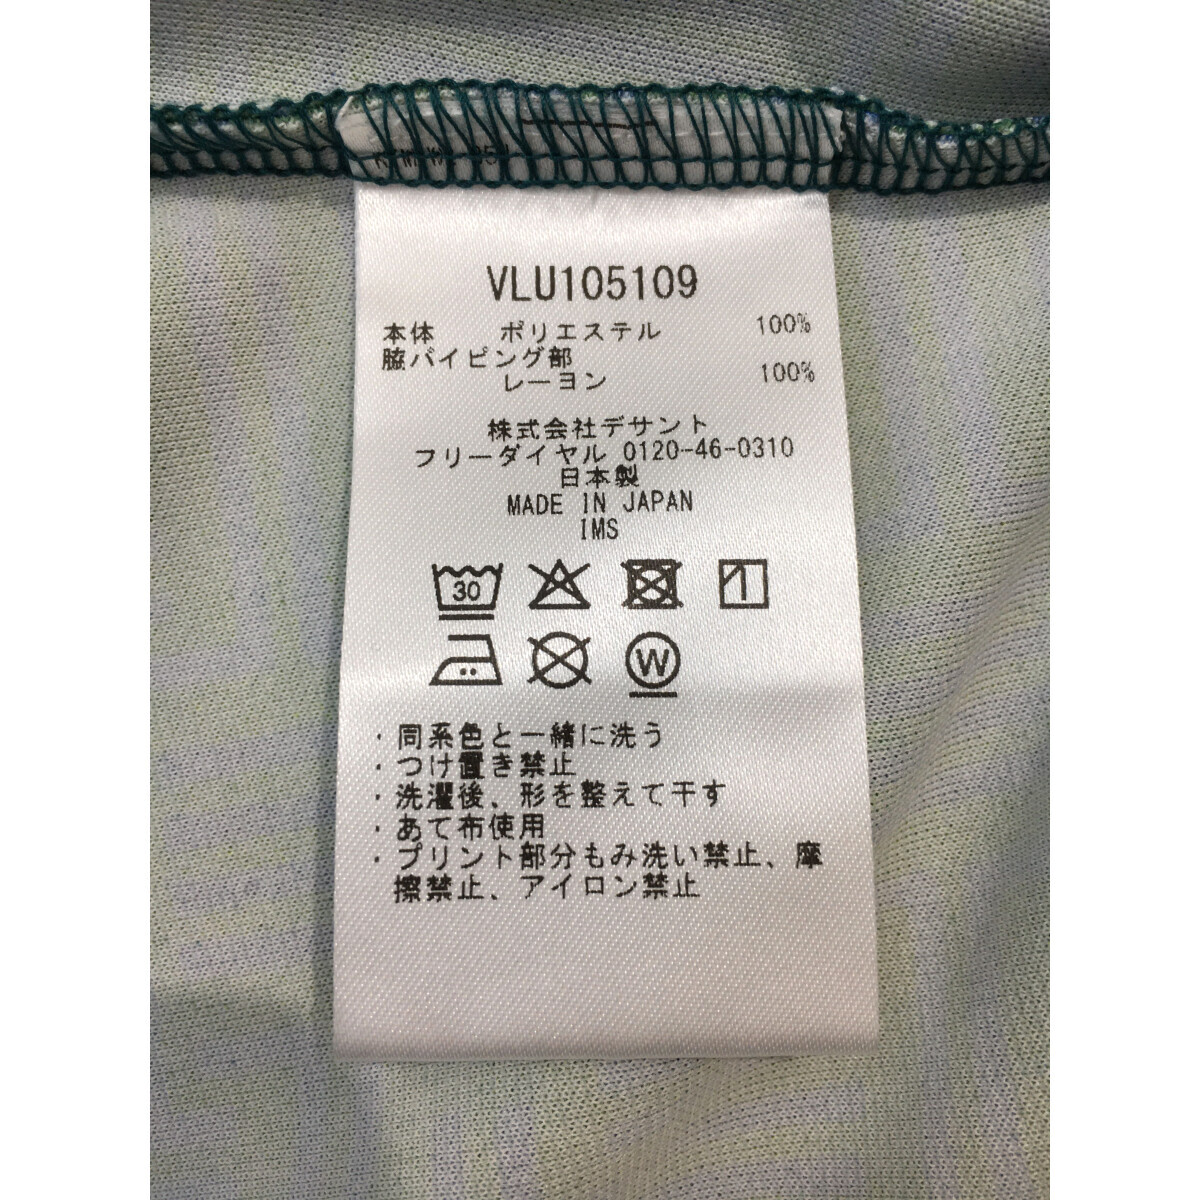 VLU105109
本体 ポリエステル 100%
脇パイピング部
レーヨン 100%
株式会社デサント
フリーダイヤル 0120-46-0310
日本製
MADE IN JAPAN
IMS
30
W
・同系色と一緒に洗う
・つけ置き禁止
・洗濯後、形を整えて干す
・あて布使用
・プリント部分もみ洗い禁止、摩
擦禁止、アイロン禁止